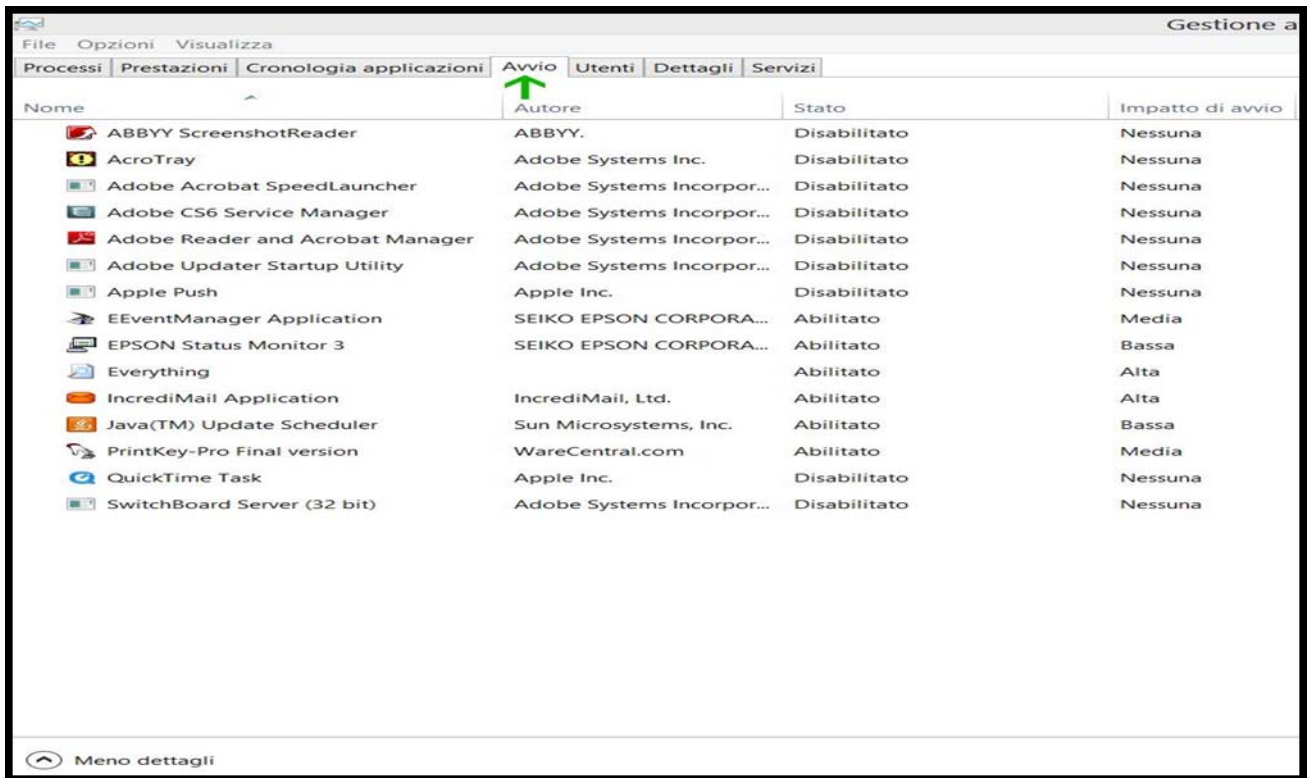 Gestione a
File Opzioni Visualizza
Processi Prestazioni Cronologia applicazioni Avvio Utenti Dettagli Servizi
Nome Autore Stato Impatto di avvio
ABBYY ScreenshotReader ABBYY. Disabilitato Nessuna
AcroTray Adobe Systems Inc. Disabilitato Nessuna
Adobe Acrobat SpeedLauncher Adobe Systems Incorpor... Disabilitato Nessuna
Adobe CS6 Service Manager Adobe Systems Incorpor... Disabilitato Nessuna
Adobe Reader and Acrobat Manager Adobe Systems Incorpor... Disabilitato Nessuna
Adobe Updater Startup Utility Adobe Systems Incorpor... Disabilitato Nessuna
Apple Push Apple Inc. Disabilitato Nessuna
EEventManager Application SEIKO EPSON CORPORA... Abilitato Media
EPSON Status Monitor 3 SEIKO EPSON CORPORA... Abilitato Bassa
Everything Abilitato Alta
IncrediMail Application IncrediMail, Ltd. Abilitato Alta
Java(TM) Update Scheduler Sun Microsystems, Inc. Abilitato Bassa
PrintKey-Pro Final version WareCentral.com Abilitato Media
QuickTime Task Apple Inc. Disabilitato Nessuna
SwitchBoard Server (32 bit) Adobe Systems Incorpor... Disabilitato Nessuna
Meno dettagli